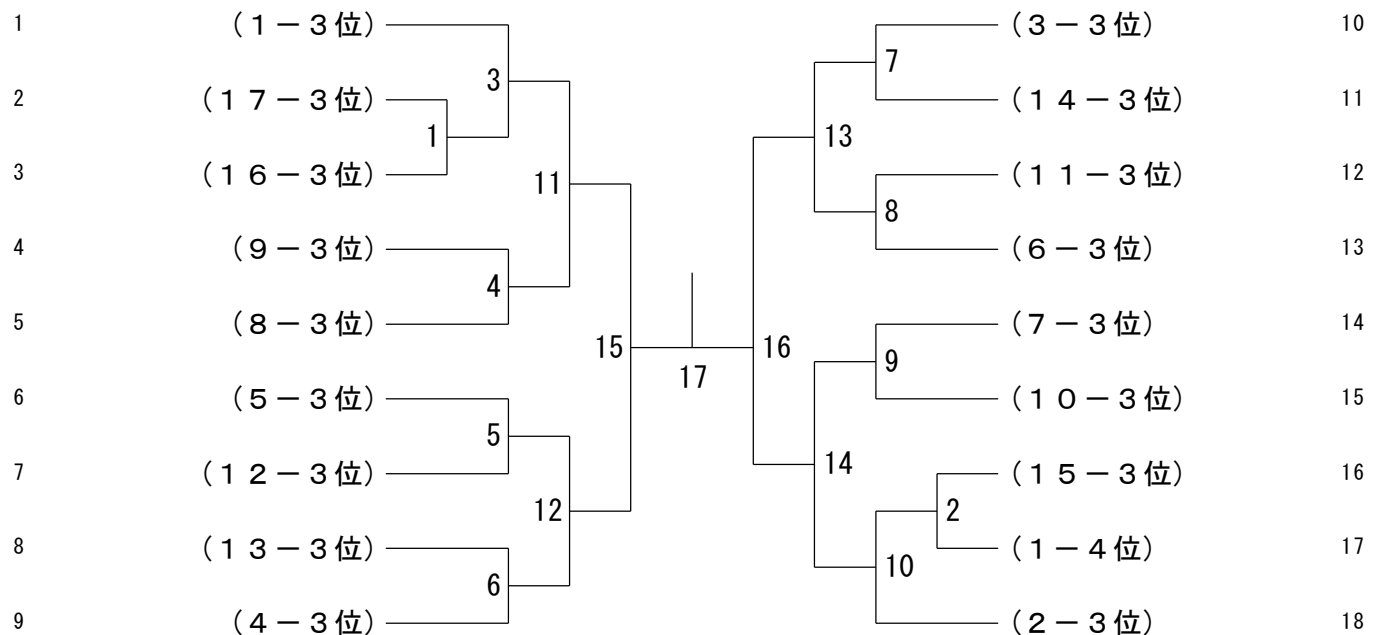 1 （１－３位） （３－３位） 10
3 7
2 （１７－３位） （１４－３位） 11
1 13
3 （１６－３位） （１１－３位） 12
11 8
4 （９－３位） （６－３位） 13
4
5 （８－３位） （７－３位） 14
15 17 16 9
6 （５－３位） （１０－３位） 15
5 14
7 （１２－３位） （１５－３位） 16
12 2
8 （１３－３位） （１－４位） 17
6 10
9 （４－３位） （２－３位） 18